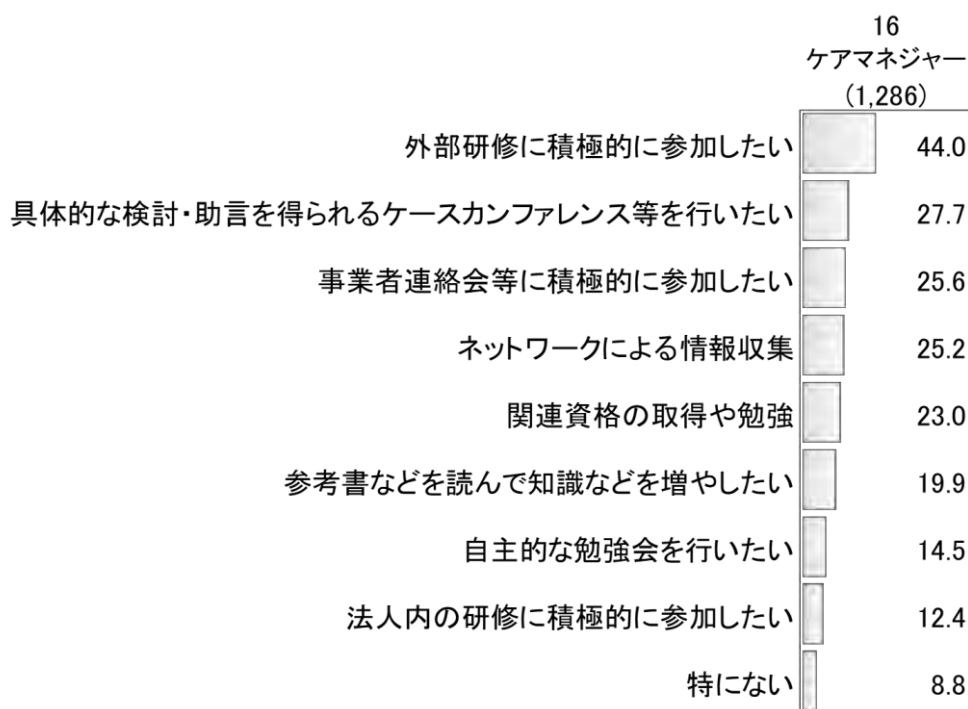 16
ケアマネジャー
(1,286)
外部研修に積極的に参加したい 44.0
具体的な検討・助言を得られるケースカンファレンス等を行いたい 27.7
事業者連絡会等に積極的に参加したい 25.6
ネットワークによる情報収集 25.2
関連資格の取得や勉強 23.0
参考書などを読んで知識などを増やしたい 19.9
自主的な勉強会を行いたい 14.5
法人内の研修に積極的に参加したい 12.4
特にない 8.8